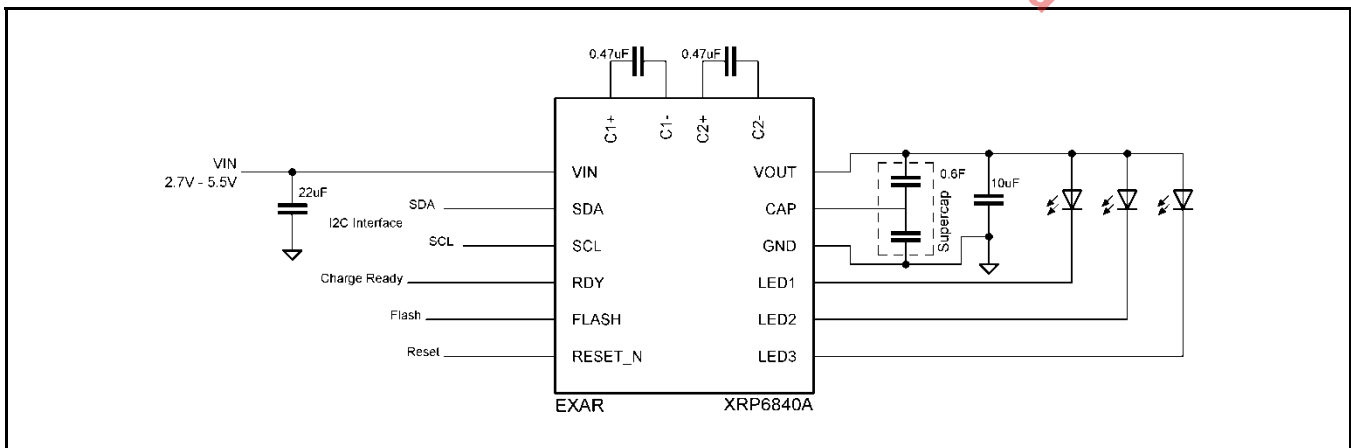 0.47uF
0.47uF
C1+
C1-
C2+
C2-
VIN
2.7V - 5.5V
22uF
VIN
VOUT
0.6F
10uF
SDA
I2C Interface
SDA
CAP
Supercap
SCL
SCL
GND
Charge Ready
RDY
LED1
Flash
FLASH
LED2
Reset
RESET_N
LED3
EXAR
XRP6840A